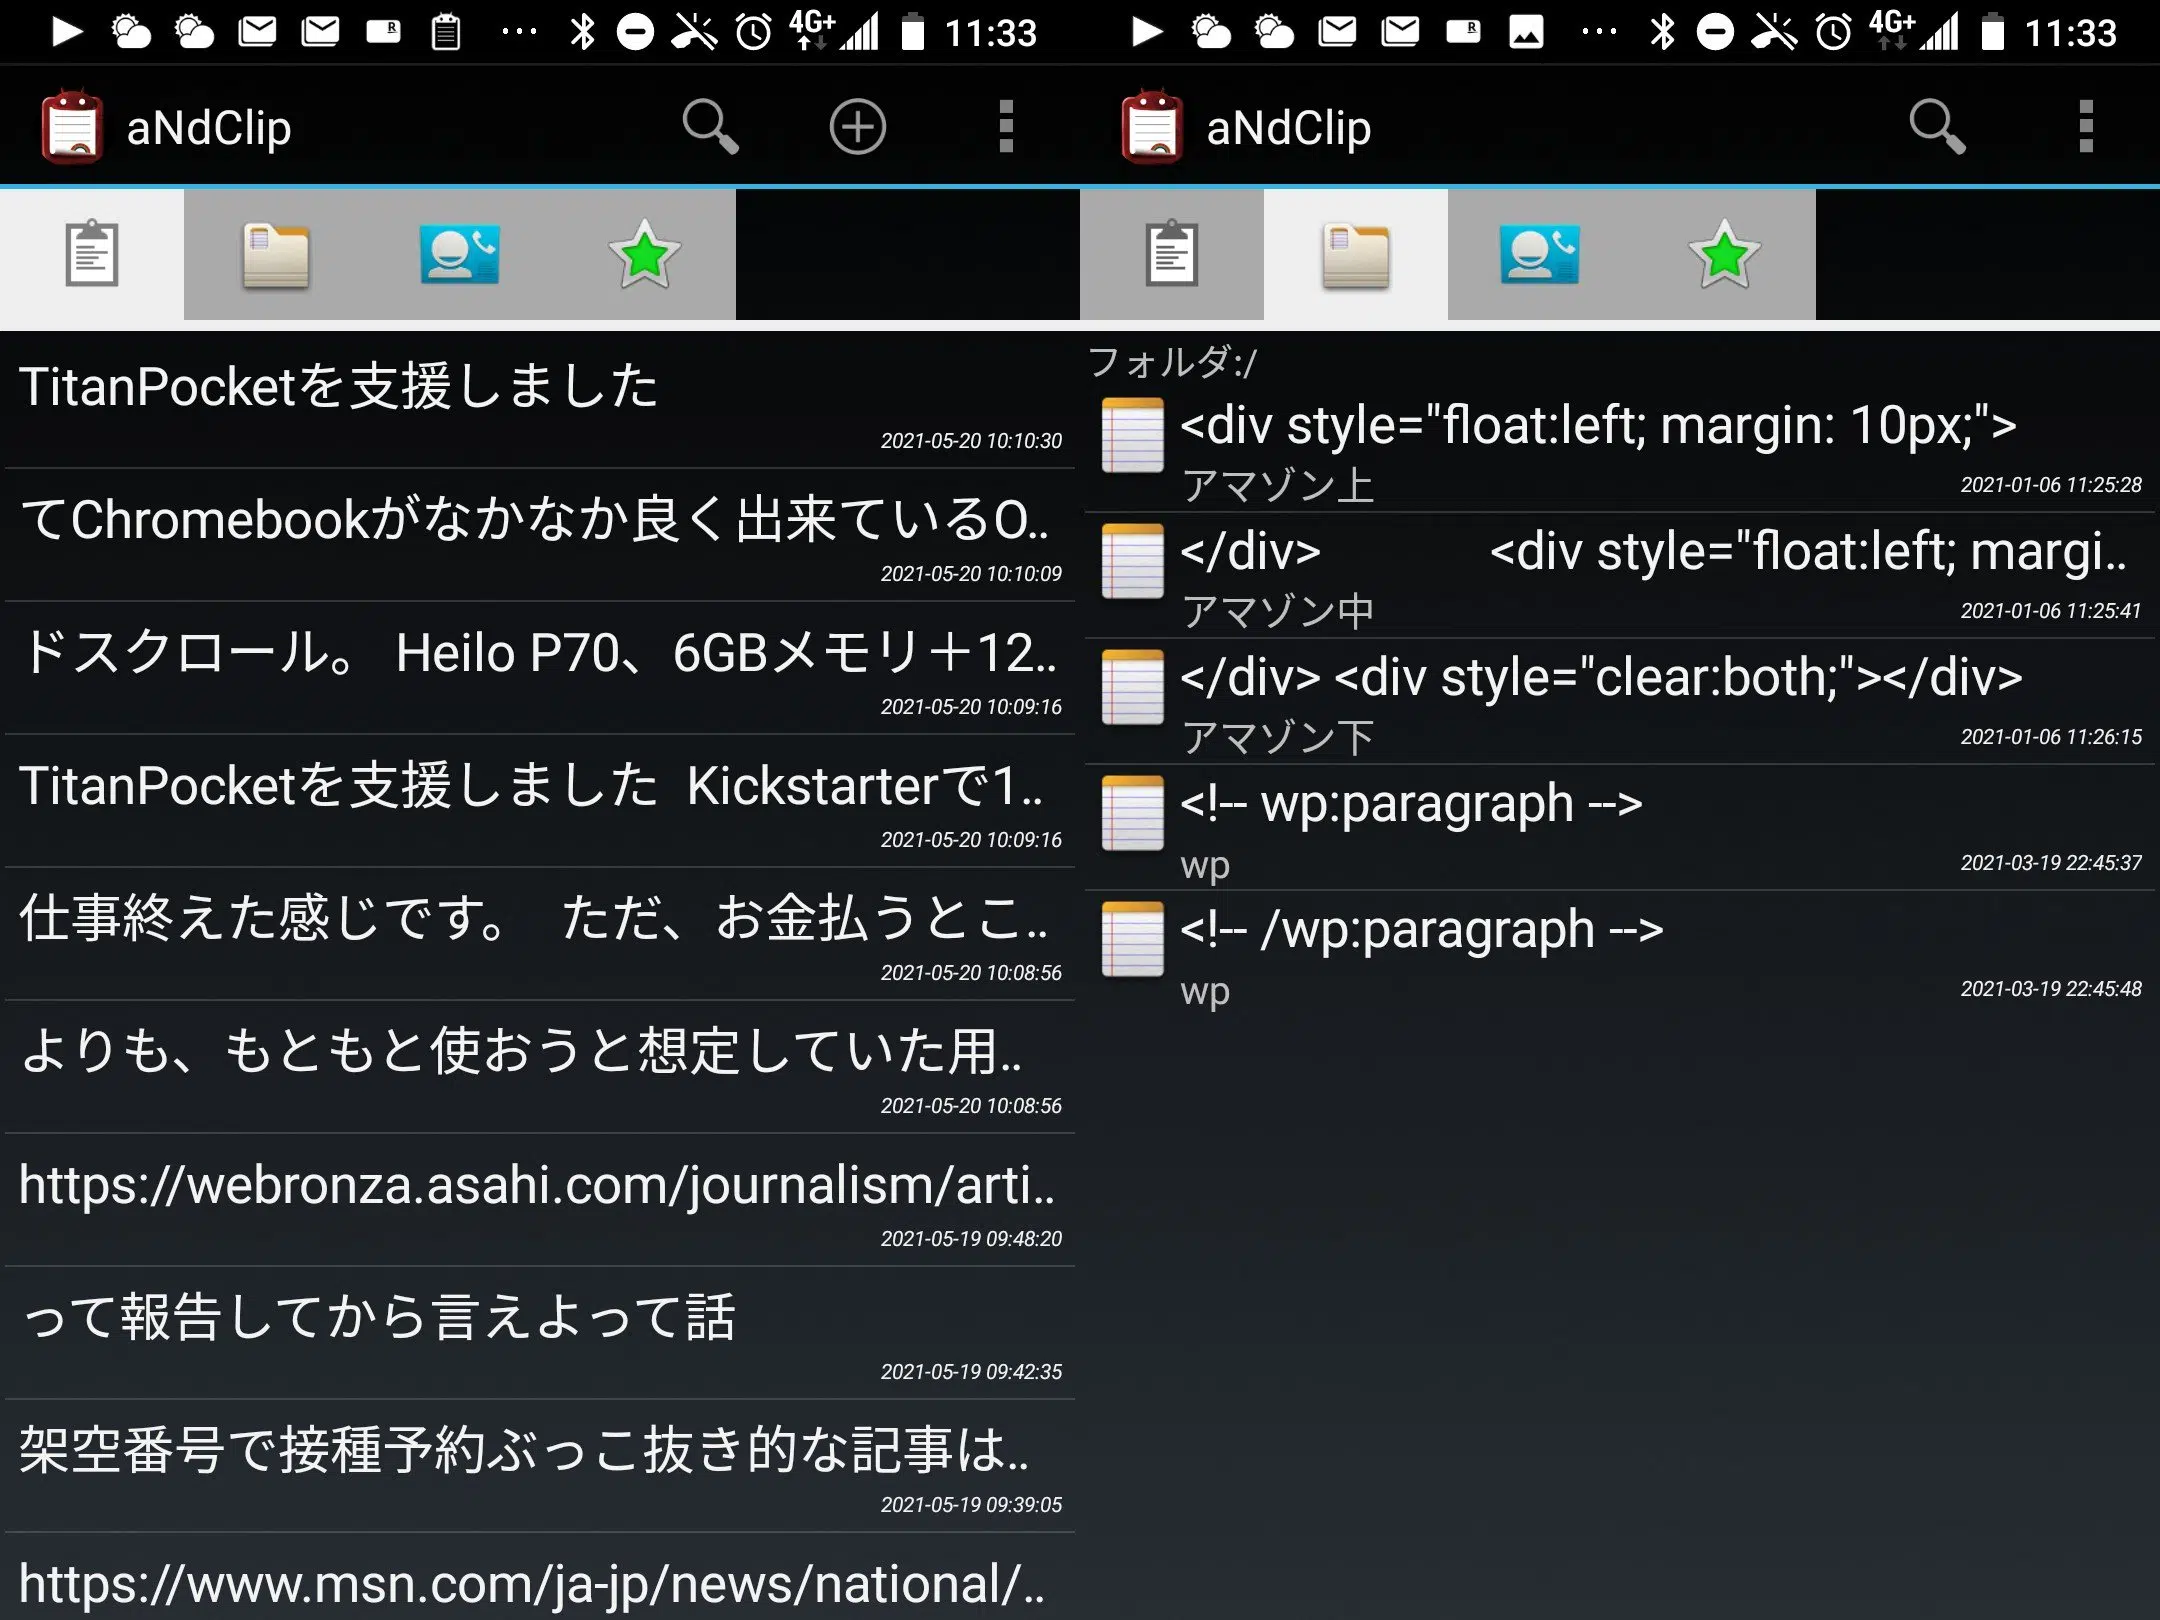 4G+ 11:33
aNdClip
TitanPocketを支援しました
2021-05-20 10:10:30
てChromebookがなかなか良く出来ているO..
2021-05-20 10:10:09
ドスクロール。 Heilo P70、6GBメモリ＋12..
2021-05-20 10:09:16
TitanPocketを支援しました Kickstarterで1..
2021-05-20 10:09:16
仕事終えた感じです。 ただ、お金払うとこ..
2021-05-20 10:08:56
よりも、もともと使おうと想定していた用..
2021-05-20 10:08:56
https://webronza.asahi.com/journalism/arti..
2021-05-19 09:48:20
って報告してから言えよって話
2021-05-19 09:42:35
架空番号で接種予約ぶっこ抜き的な記事は..
2021-05-19 09:39:05
https://www.msn.com/ja-jp/news/national/..
4G+ 11:33
aNdClip
フォルダ:/
<div style="float:left; margin: 10px;">
アマゾン上
2021-01-06 11:25:28
</div> <div style="float:left; margi..
アマゾン中
2021-01-06 11:25:41
</div> <div style="clear:both;"></div>
アマゾン下
2021-01-06 11:26:15
<!-- wp:paragraph -->
wp
2021-03-19 22:45:37
<!-- /wp:paragraph -->
wp
2021-03-19 22:45:48